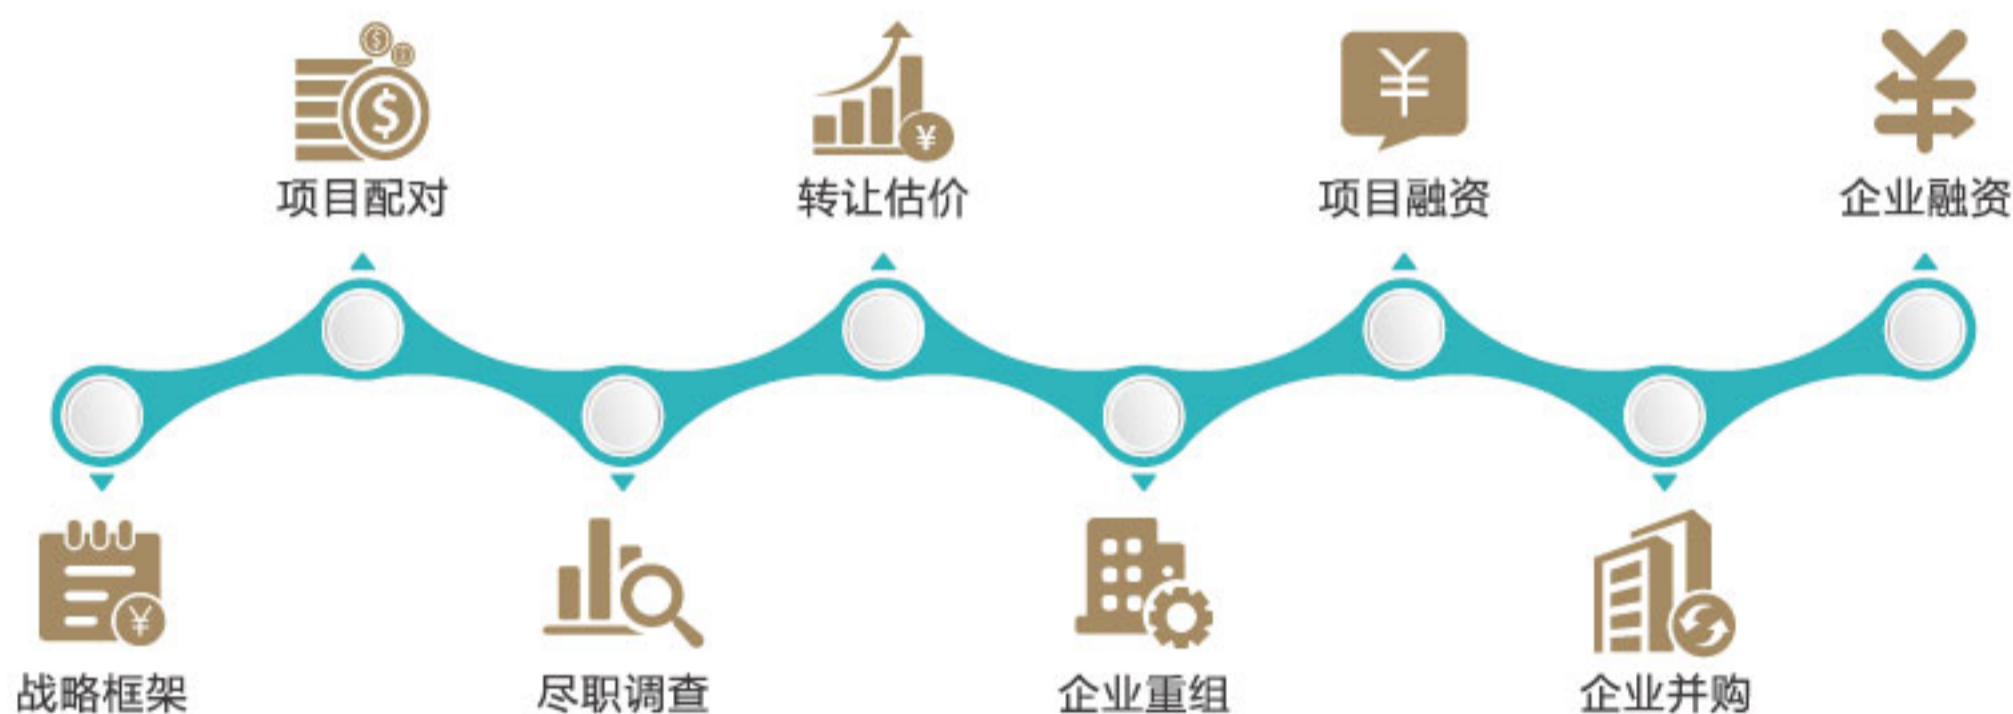 项目配对
转让估价
项目融资
企业融资
战略框架
尽职调查
企业重组
企业并购